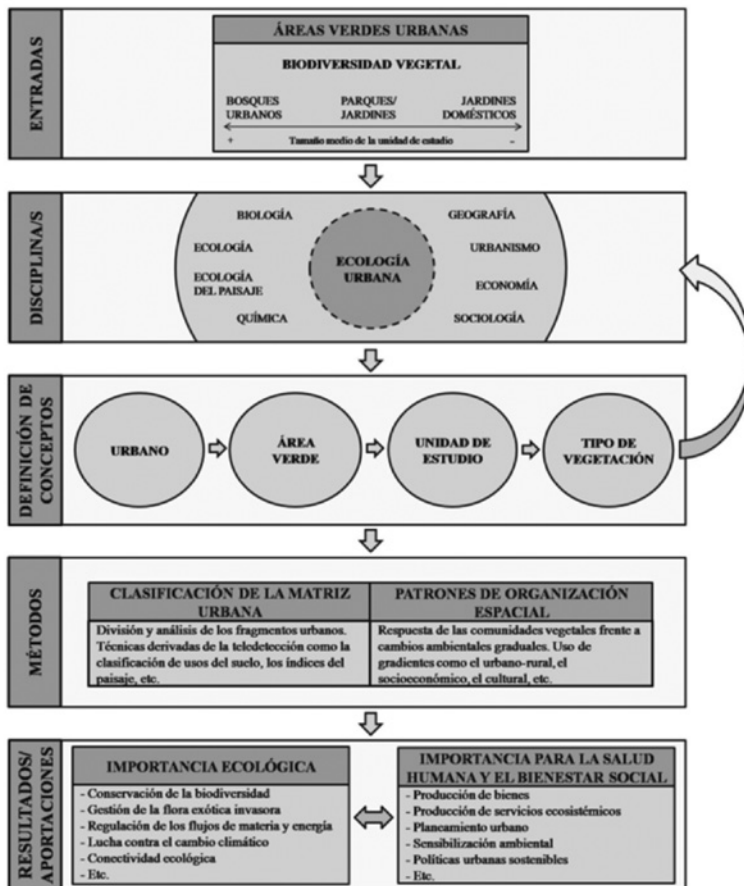 ENTRADAS
ÁREAS VERDES URBANAS
BIODIVERSIDAD VEGETAL
BOSQUES
URBANOS
PARQUES/
JARDINES
JARDINES
DOMÉSTICOS
+ Tamaño medio de la unidad de estudio -
DISCIPLINA/S
BIOLOGÍA
ECOLOGÍA
ECOLOGÍA
DEL PAISAJE
QUÍMICA
ECOLOGÍA
URBANA
GEOGRAFÍA
URBANISMO
ECONOMÍA
SOCIOLOGÍA
DEFINICIÓN DE
CONCEPTOS
URBANO
ÁREA
VERDE
UNIDAD DE
ESTUDIO
TIPO DE
VEGETACIÓN
MÉTODOS
CLASIFICACIÓN DE LA MATRIZ
URBANA
División y análisis de los fragmentos urbanos.
Técnicas derivadas de la teledetección como la
clasificación de usos del suelo, los índices del
paisaje, etc.
PATRONES DE ORGANIZACIÓN
ESPACIAL
Respuesta de las comunidades vegetales frente a
cambios ambientales graduales. Uso de
gradientes como el urbano-rural, el
socioeconómico, el cultural, etc.
RESULTADOS/
APORTACIONES
IMPORTANCIA ECOLÓGICA
- Conservación de la biodiversidad
- Gestión de la flora exótica invasora
- Regulación de los flujos de materia y energía
- Lucha contra el cambio climático
- Conectividad ecológica
- Etc.
IMPORTANCIA PARA LA SALUD
HUMANA Y EL BIENESTAR SOCIAL
- Producción de bienes
- Producción de servicios ecosistémicos
- Planeamiento urbano
- Sensibilización ambiental
- Políticas urbanas sostenibles
- Etc.